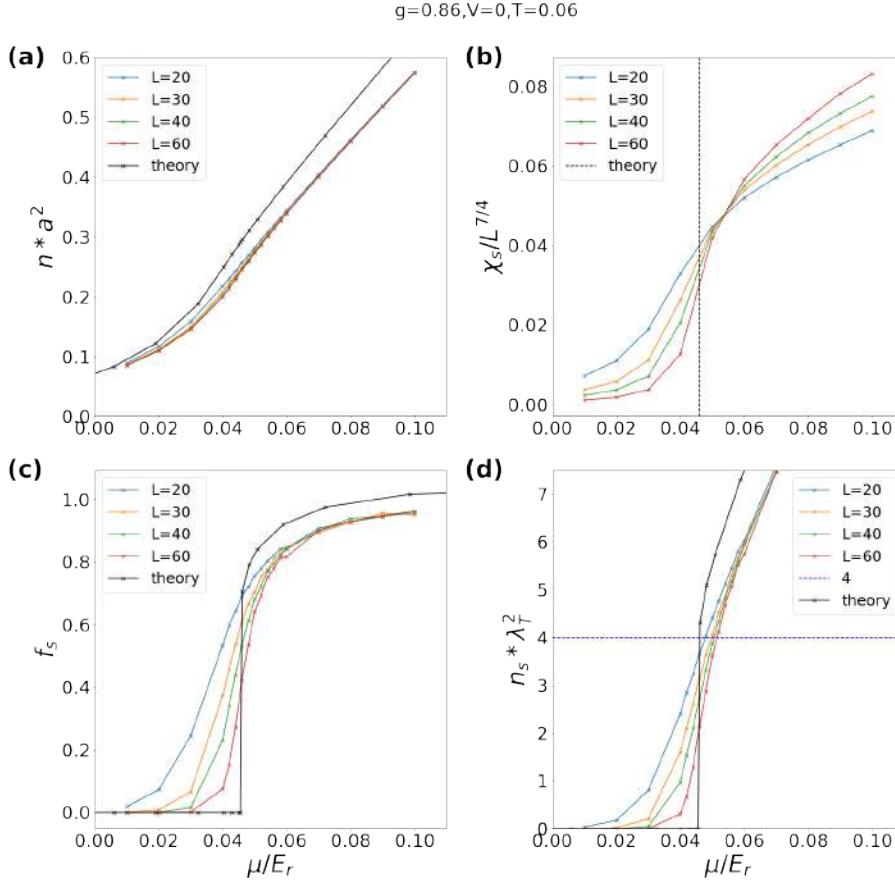 g=0.86,V=0,T=0.06
(a)
n * a²
0.6
0.5
0.4
0.3
0.2
0.1
0.0
0.00 0.02 0.04 0.06 0.08 0.10
L=20
L=30
L=40
L=60
theory
(b)
χₛ/L^{7/4}
0.08
0.06
0.04
0.02
0.00
0.00 0.02 0.04 0.06 0.08 0.10
L=20
L=30
L=40
L=60
theory
(c)
fₛ
1.0
0.8
0.6
0.4
0.2
0.0
0.00 0.02 0.04 0.06 0.08 0.10
μ/Eᵣ
L=20
L=30
L=40
L=60
theory
(d)
nₛ * λ_T²
7
6
5
4
3
2
1
0
0.00 0.02 0.04 0.06 0.08 0.10
μ/Eᵣ
L=20
L=30
L=40
L=60
4
theory